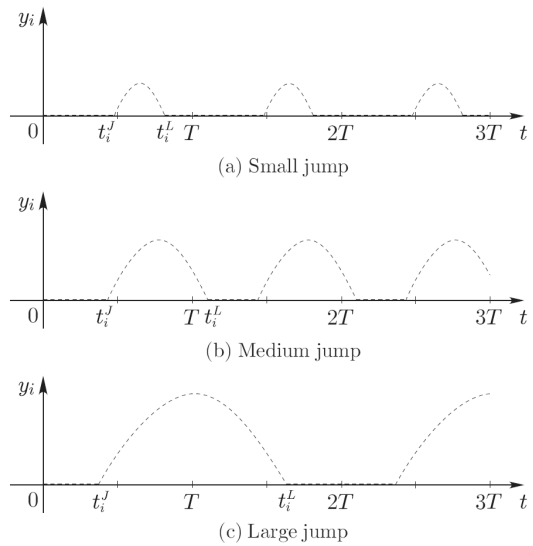 y_i
0 t_i^J t_i^L T 2T 3T t
(a) Small jump
y_i
0 t_i^J T t_i^L 2T 3T t
(b) Medium jump
y_i
0 t_i^J T t_i^L 2T 3T t
(c) Large jump